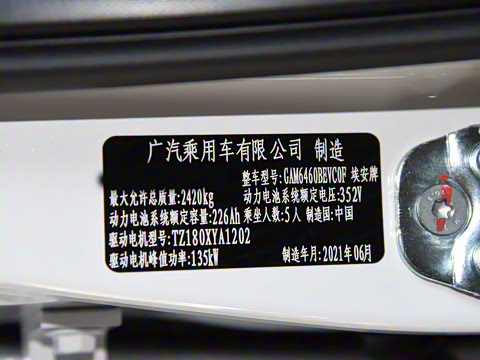 广汽乘用车有限公司 制造
整车型号:GAM6460BEVC0F 埃安牌
最大允许总质量:2420kg 动力电池系统额定电压:352V
动力电池系统额定容量:226Ah 乘坐人数:5人 制造国:中国
驱动电机型号:TZ180XYA1202
驱动电机峰值功率:135kW 制造年月:2021年06月